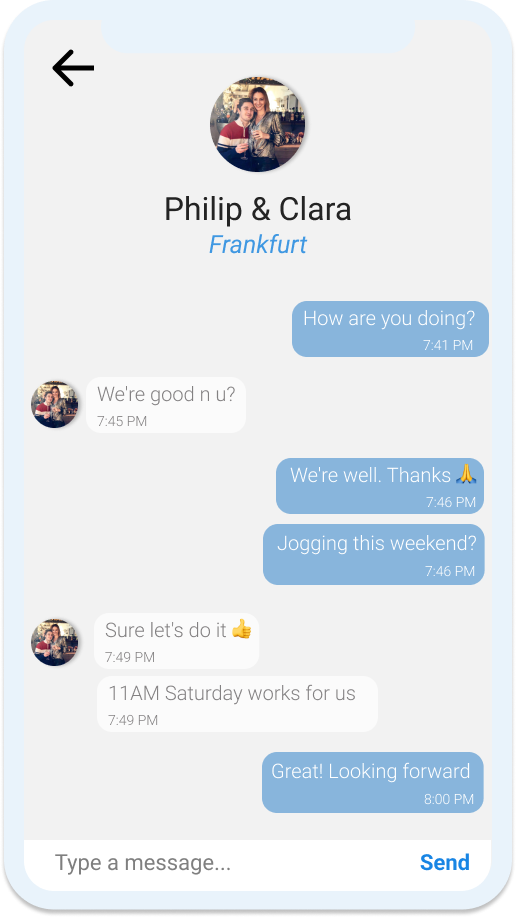 Philip & Clara
Frankfurt
How are you doing?
7:41 PM
We're good n u?
7:45 PM
We're well. Thanks 🙏
7:46 PM
Jogging this weekend?
7:46 PM
Sure let's do it 👍
7:49 PM
11AM Saturday works for us
7:49 PM
Great! Looking forward
8:00 PM
Type a message... Send